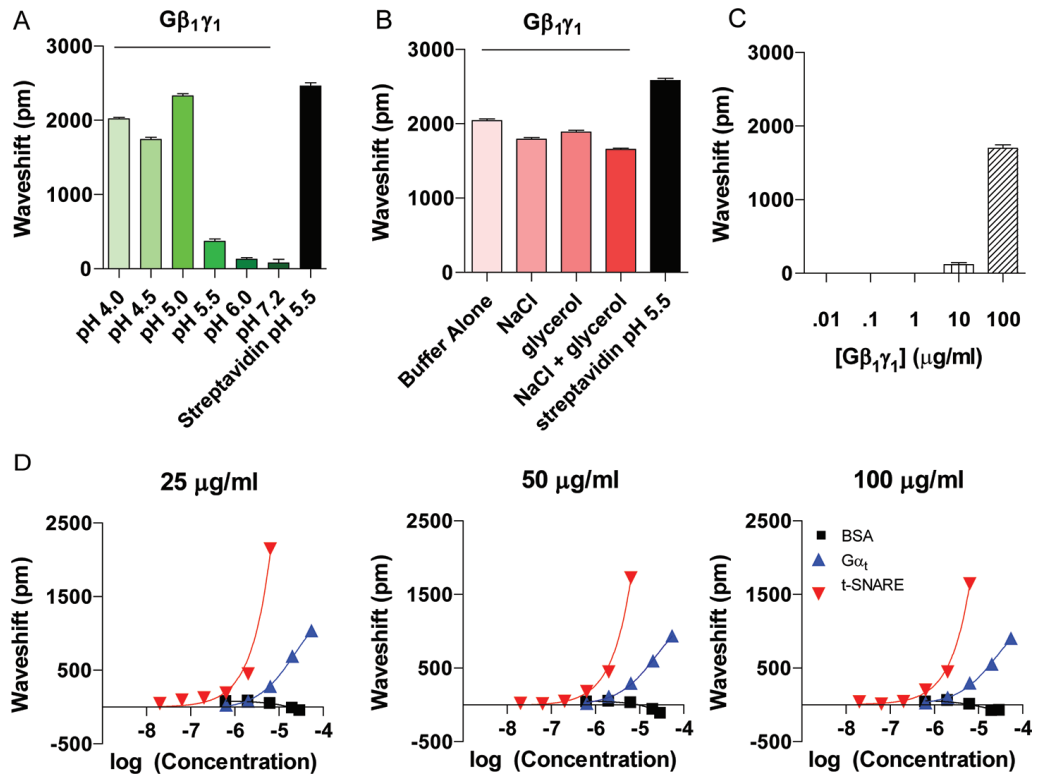 A
Gβ₁γ₁
Waveshift (pm)
3000
2000
1000
0
pH 4.0
pH 4.5
pH 5.0
pH 5.5
pH 6.0
pH 7.2
Streptavidin pH 5.5
B
Gβ₁γ₁
Waveshift (pm)
3000
2000
1000
0
Buffer Alone
NaCl
glycerol
NaCl + glycerol
streptavidin pH 5.5
C
Waveshift (pm)
3000
2000
1000
0
.01 .1 1 10 100
[Gβ₁γ₁] (μg/ml)
D
25 μg/ml
Waveshift (pm)
2500
1500
500
-500
-7 -6 -5 -4
log (Concentration)
50 μg/ml
Waveshift (pm)
2500
1500
500
-500
-8 -7 -6 -5 -4
log (Concentration)
100 μg/ml
BSA
Gαₜ
t-SNARE
Waveshift (pm)
2500
1500
500
-500
-8 -7 -6 -5 -4
log (Concentration)